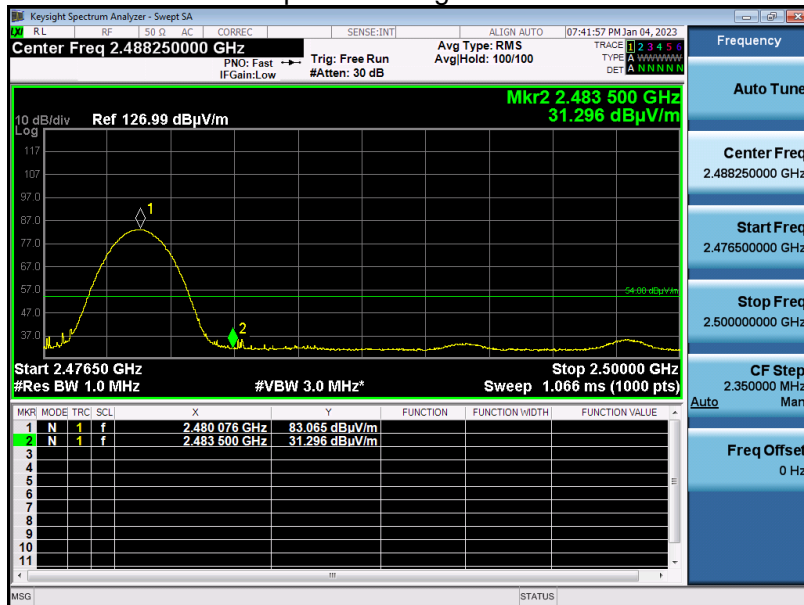 Keysight Spectrum Analyzer - Swept SA
LXI RL RF 50 Ω AC CORREC SENSE:INT ALIGN AUTO 07:41:57 PM Jan 04, 2023
Center Freq 2.488250000 GHz
PNO: Fast
IFGain:Low
Trig: Free Run
#Atten: 30 dB
Avg Type: RMS
Avg|Hold: 100/100
TRACE 1 2 3 4 5 6
TYPE A WWWWW
DET A N N N N N
Mkr2 2.483 500 GHz
31.296 dBµV/m
10 dB/div Ref 126.99 dBµV/m
Log
117
107
97.0
87.0
77.0
67.0
57.0
47.0
37.0
1
2
54.00 dBµV/m
Start 2.47650 GHz Stop 2.50000 GHz
#Res BW 1.0 MHz #VBW 3.0 MHz* Sweep 1.066 ms (1000 pts)
MKR MODE TRC SCL X Y FUNCTION FUNCTION WIDTH FUNCTION VALUE
1 N 1 f 2.480 076 GHz 83.065 dBµV/m
2 N 1 f 2.483 500 GHz 31.296 dBµV/m
3
4
5
6
7
8
9
10
11
MSG STATUS
Frequency
Auto Tune
Center Freq
2.488250000 GHz
Start Freq
2.476500000 GHz
Stop Freq
2.500000000 GHz
CF Step
2.350000 MHz
Auto Man
Freq Offset
0 Hz